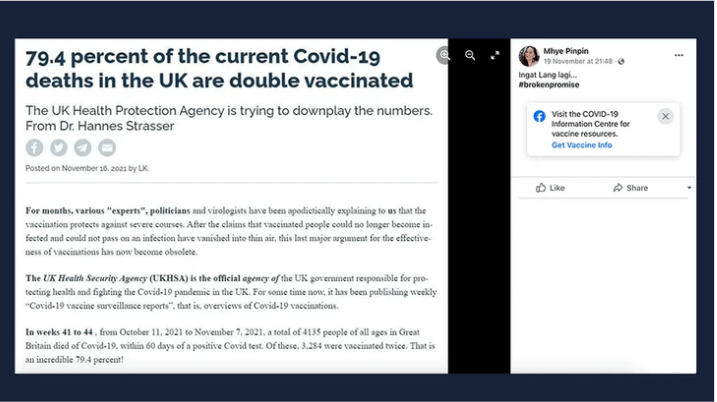 79.4 percent of the current Covid-19
deaths in the UK are double vaccinated
The UK Health Protection Agency is trying to downplay the numbers.
From Dr. Hannes Strasser
Posted on November 16, 2021 by LK.
For months, various "experts", politicians and virologists have been apodictically explaining to us that the
vaccination protects against severe courses. After the claims that vaccinated people could no longer become in-
fected and could not pass on an infection have vanished into thin air, this last major argument for the effective-
ness of vaccinations has now become obsolete.
The UK Health Security Agency (UKHSA) is the official agency of the UK government responsible for pro-
tecting health and fighting the Covid-19 pandemic in the UK. For some time now, it has been publishing weekly
"Covid-19 vaccine surveillance reports", that is, overviews of Covid-19 vaccinations.
In weeks 41 to 44 , from October 11, 2021 to November 7, 2021, a total of 4135 people of all ages in Great
Britain died of Covid-19, within 60 days of a positive Covid test. Of these, 3,284 were vaccinated twice. That is
an incredible 79.4 percent!
Mhye Pinpin
19 November at 21:48 ·
Ingat Lang lagi...
#brokenpromise
Visit the COVID-19
Information Centre for
vaccine resources.
Get Vaccine Info
Like
Share